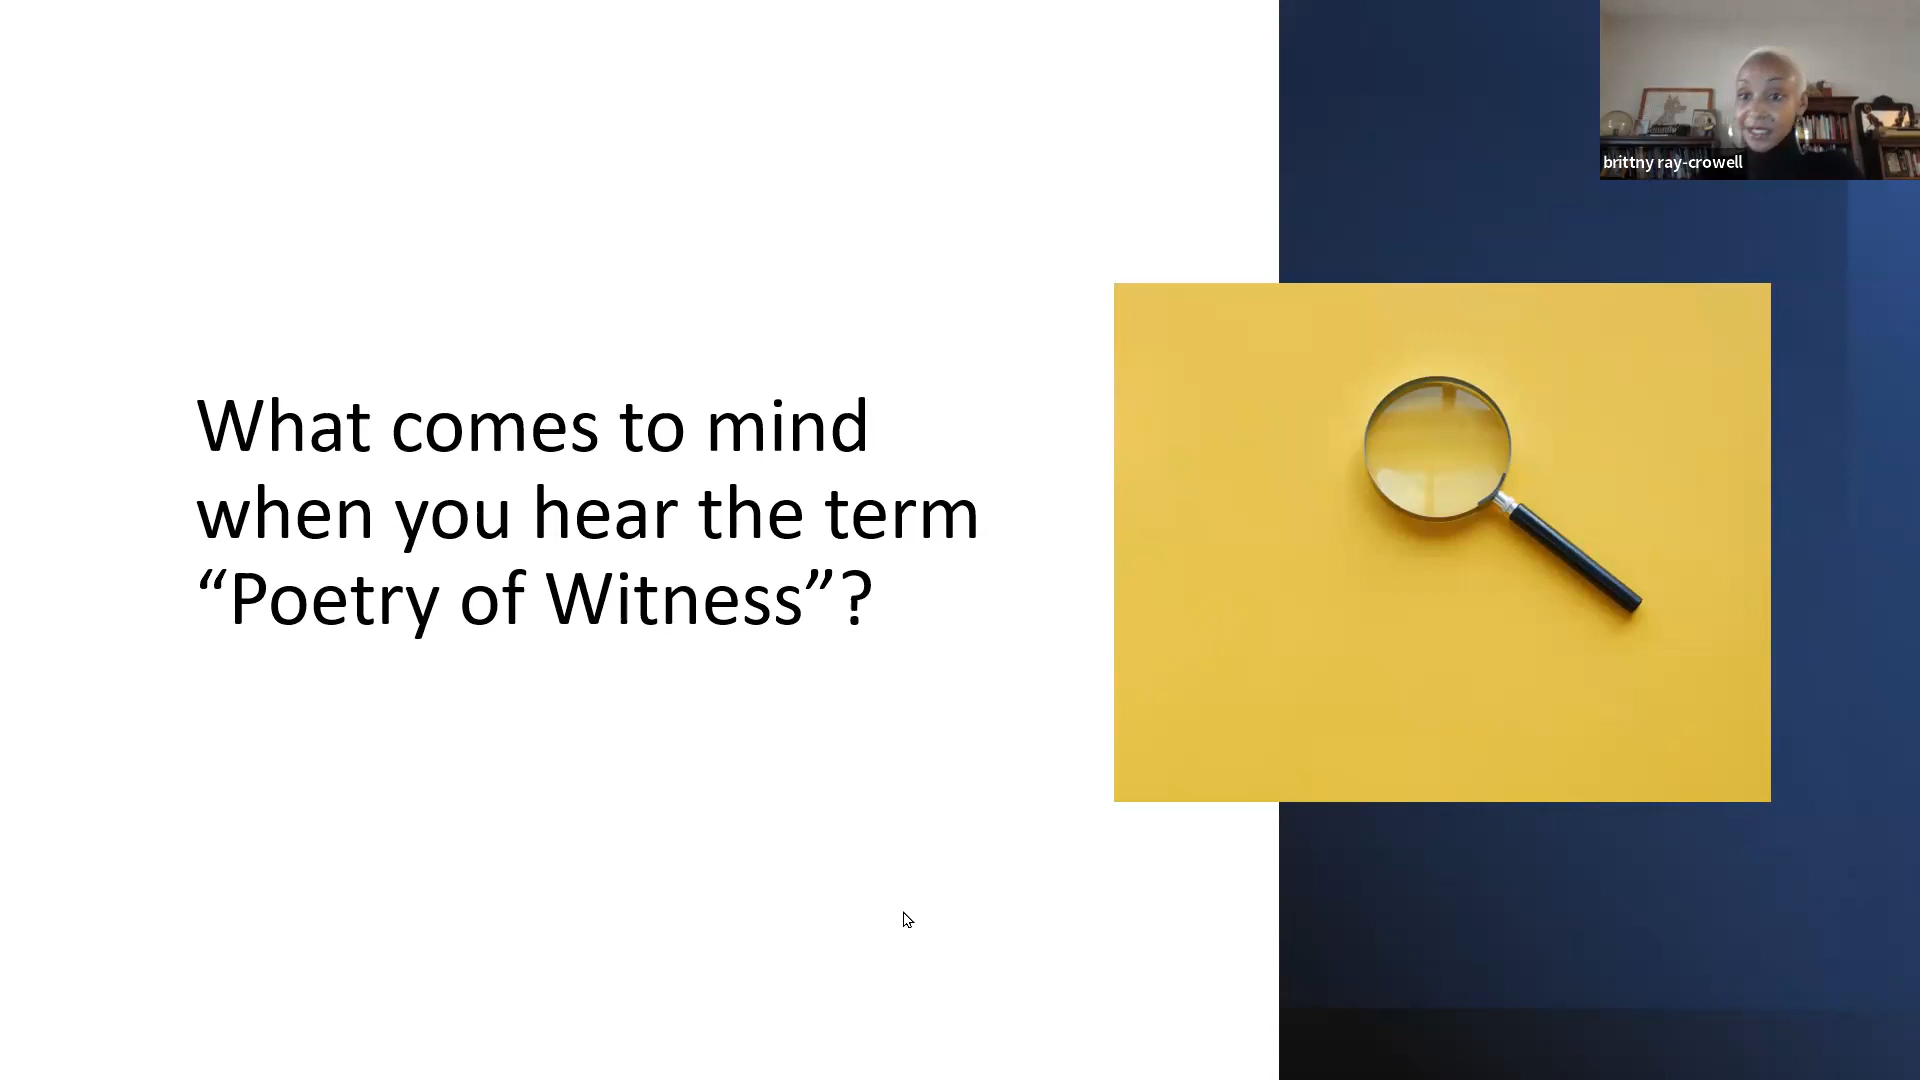 What comes to mind
when you hear the term
“Poetry of Witness”?
brittny ray-crowell